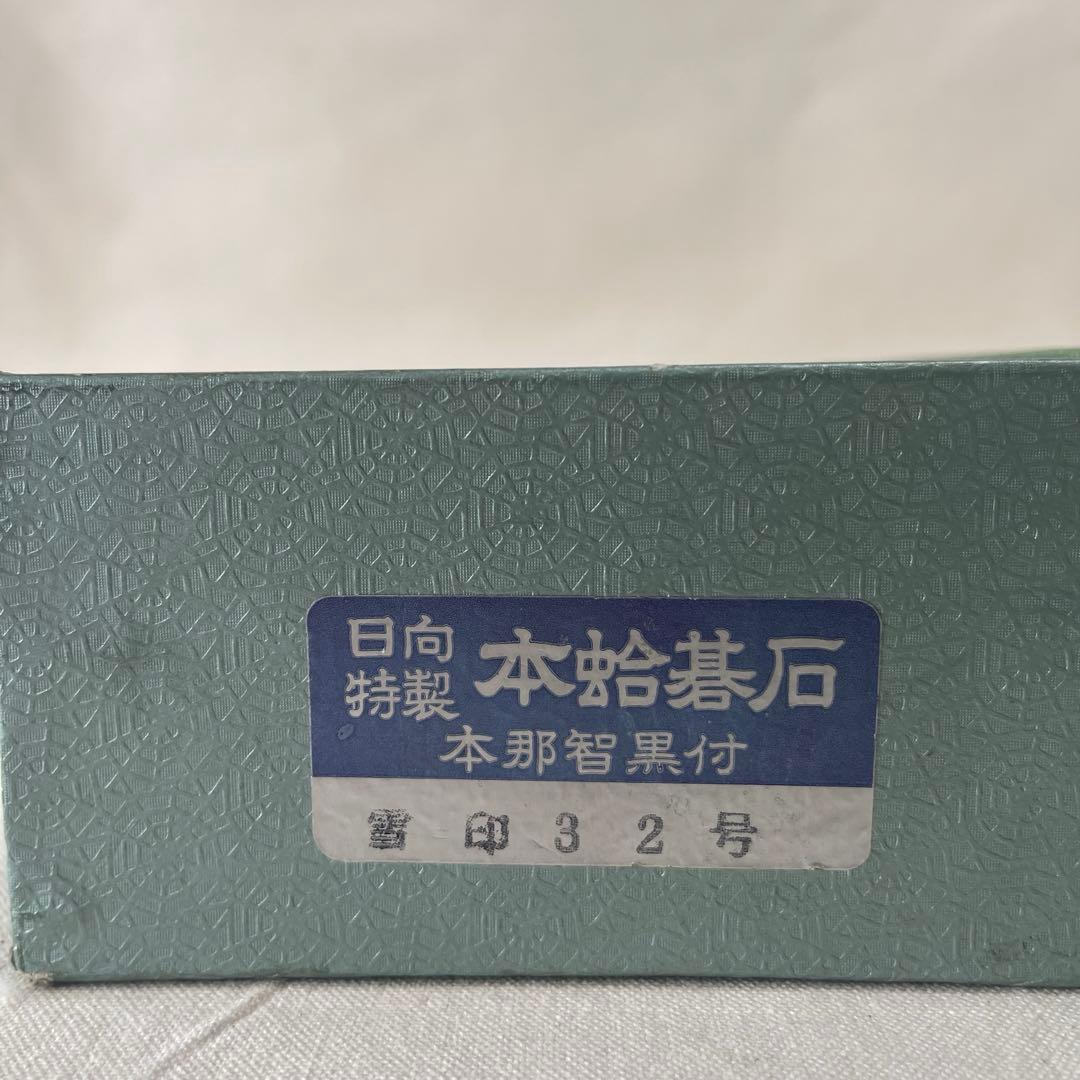 日向
特製
本蛤碁石
本那智黒付
雪印32号